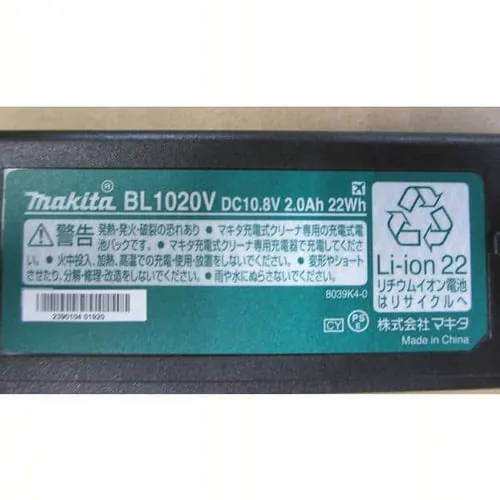 makita BL1020V DC10.8V 2.0Ah 22Wh
警告 発熱・発火・破裂の恐れあり ・マキタ充電式クリーナ専用の充電式電
池パックです。 ・マキタ充電式クリーナ専用充電器で充電してください。
・火中投入、加熱、高温での充電・使用・放置をしないでください。 ・変形やショート
させたり、分解・修理・改造をしないでください。 ・雨や水にぬらさないでください。
8039K4-0
2390104 01920
CY PS E
Li-ion 22
リチウムイオン電池
はリサイクルへ
株式会社マキタ
Made in China